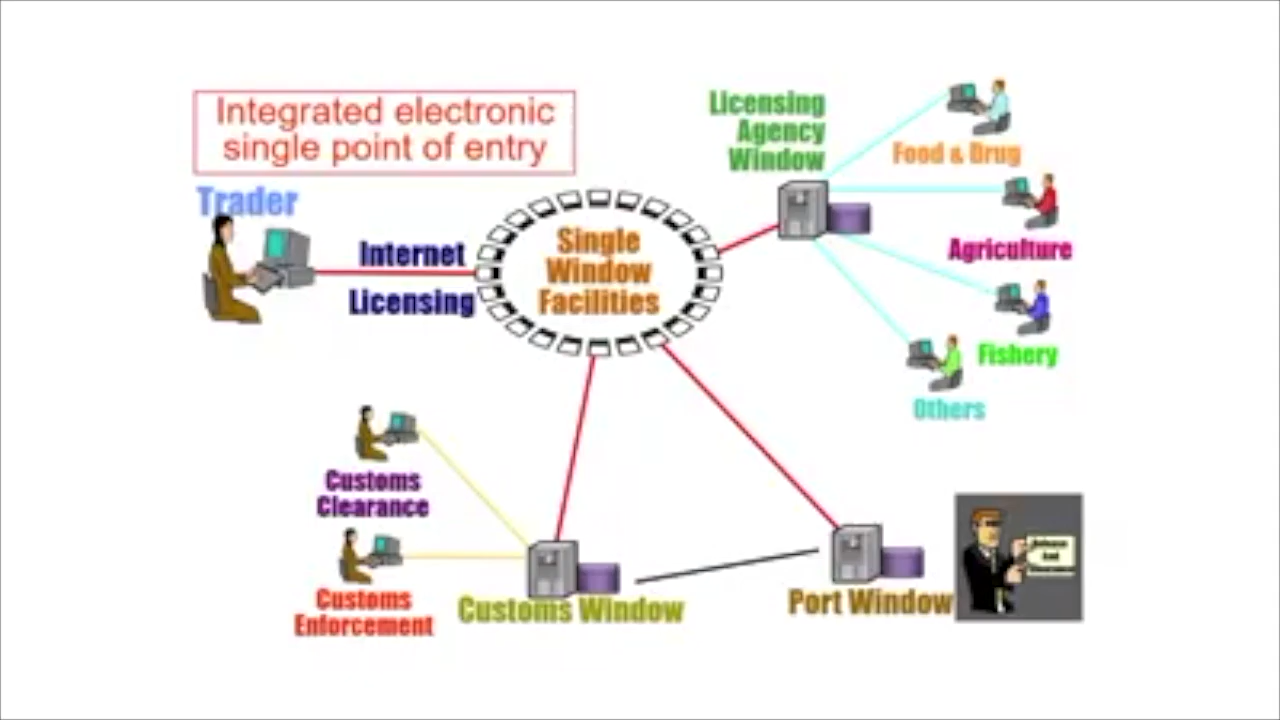 Integrated electronic
single point of entry
Trader
Internet
Licensing
Single
Window
Facilities
Licensing
Agency
Window
Food & Drug
Agriculture
Fishery
Others
Customs
Clearance
Customs
Enforcement
Customs Window
Port Window